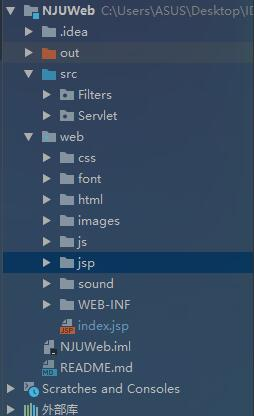 NJUWeb C:\Users\ASUS\Desktop\ID
.idea
out
src
Filters
Servlet
web
css
font
html
images
js
jsp
sound
WEB-INF
index.jsp
NJUWeb.iml
README.md
Scratches and Consoles
外部库